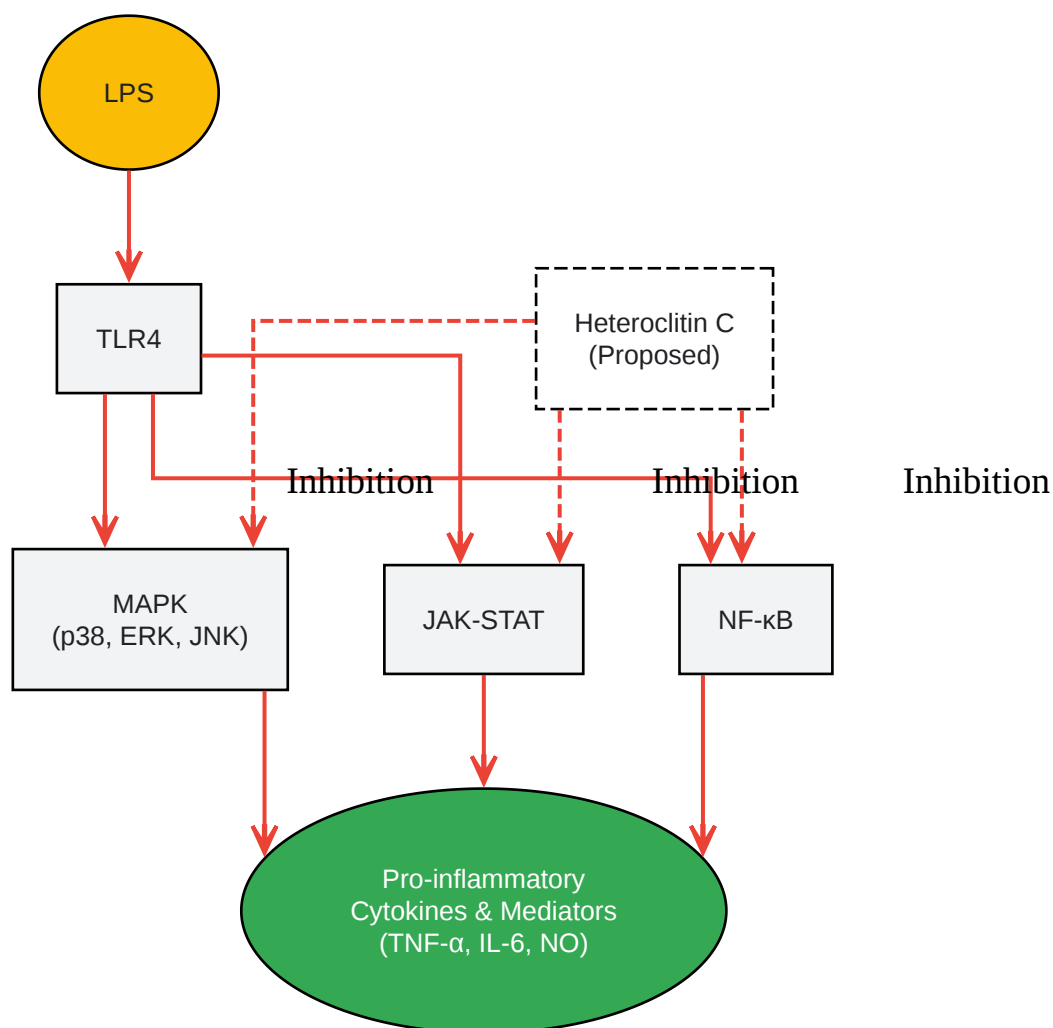 LPS
TLR4
Heteroclitin C
(Proposed)
Inhibition
Inhibition
Inhibition
MAPK
(p38, ERK, JNK)
JAK-STAT
NF-κB
Pro-inflammatory
Cytokines & Mediators
(TNF-α, IL-6, NO)